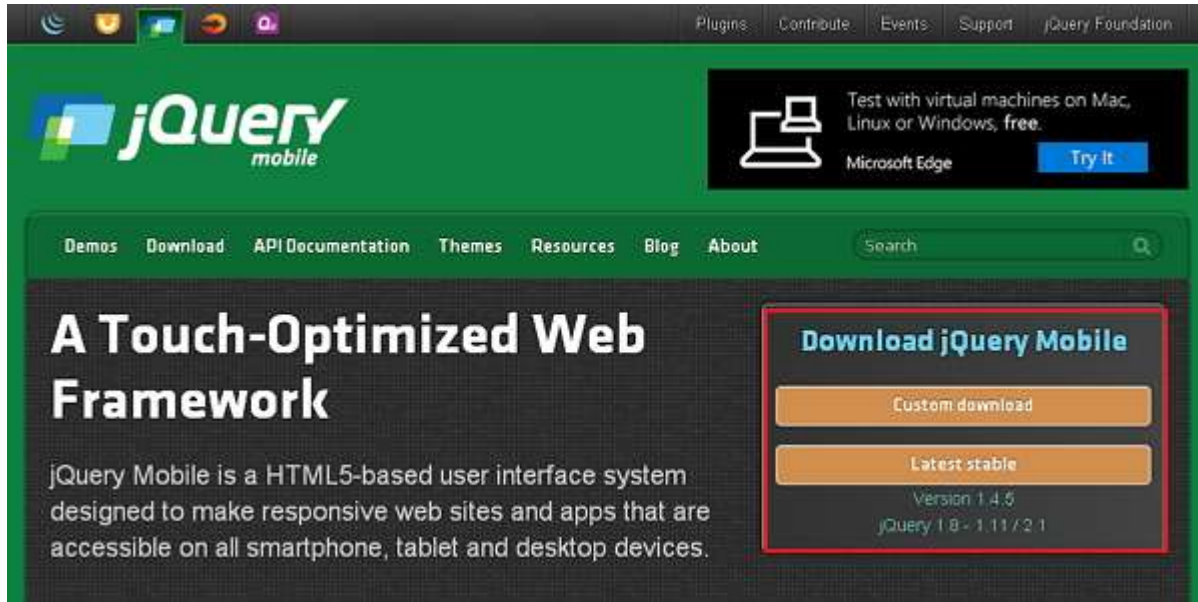 Plugins Contribute Events Support jQuery Foundation
jQuery
mobile
Test with virtual machines on Mac,
Linux or Windows, free.
Microsoft Edge
Try It
Demos Download API Documentation Themes Resources Blog About Search
A Touch-Optimized Web
Framework
jQuery Mobile is a HTML5-based user interface system
designed to make responsive web sites and apps that are
accessible on all smartphone, tablet and desktop devices.
Download jQuery Mobile
Custom download
Latest stable
Version 1.4.5
jQuery 1.8 - 1.11 / 2.1